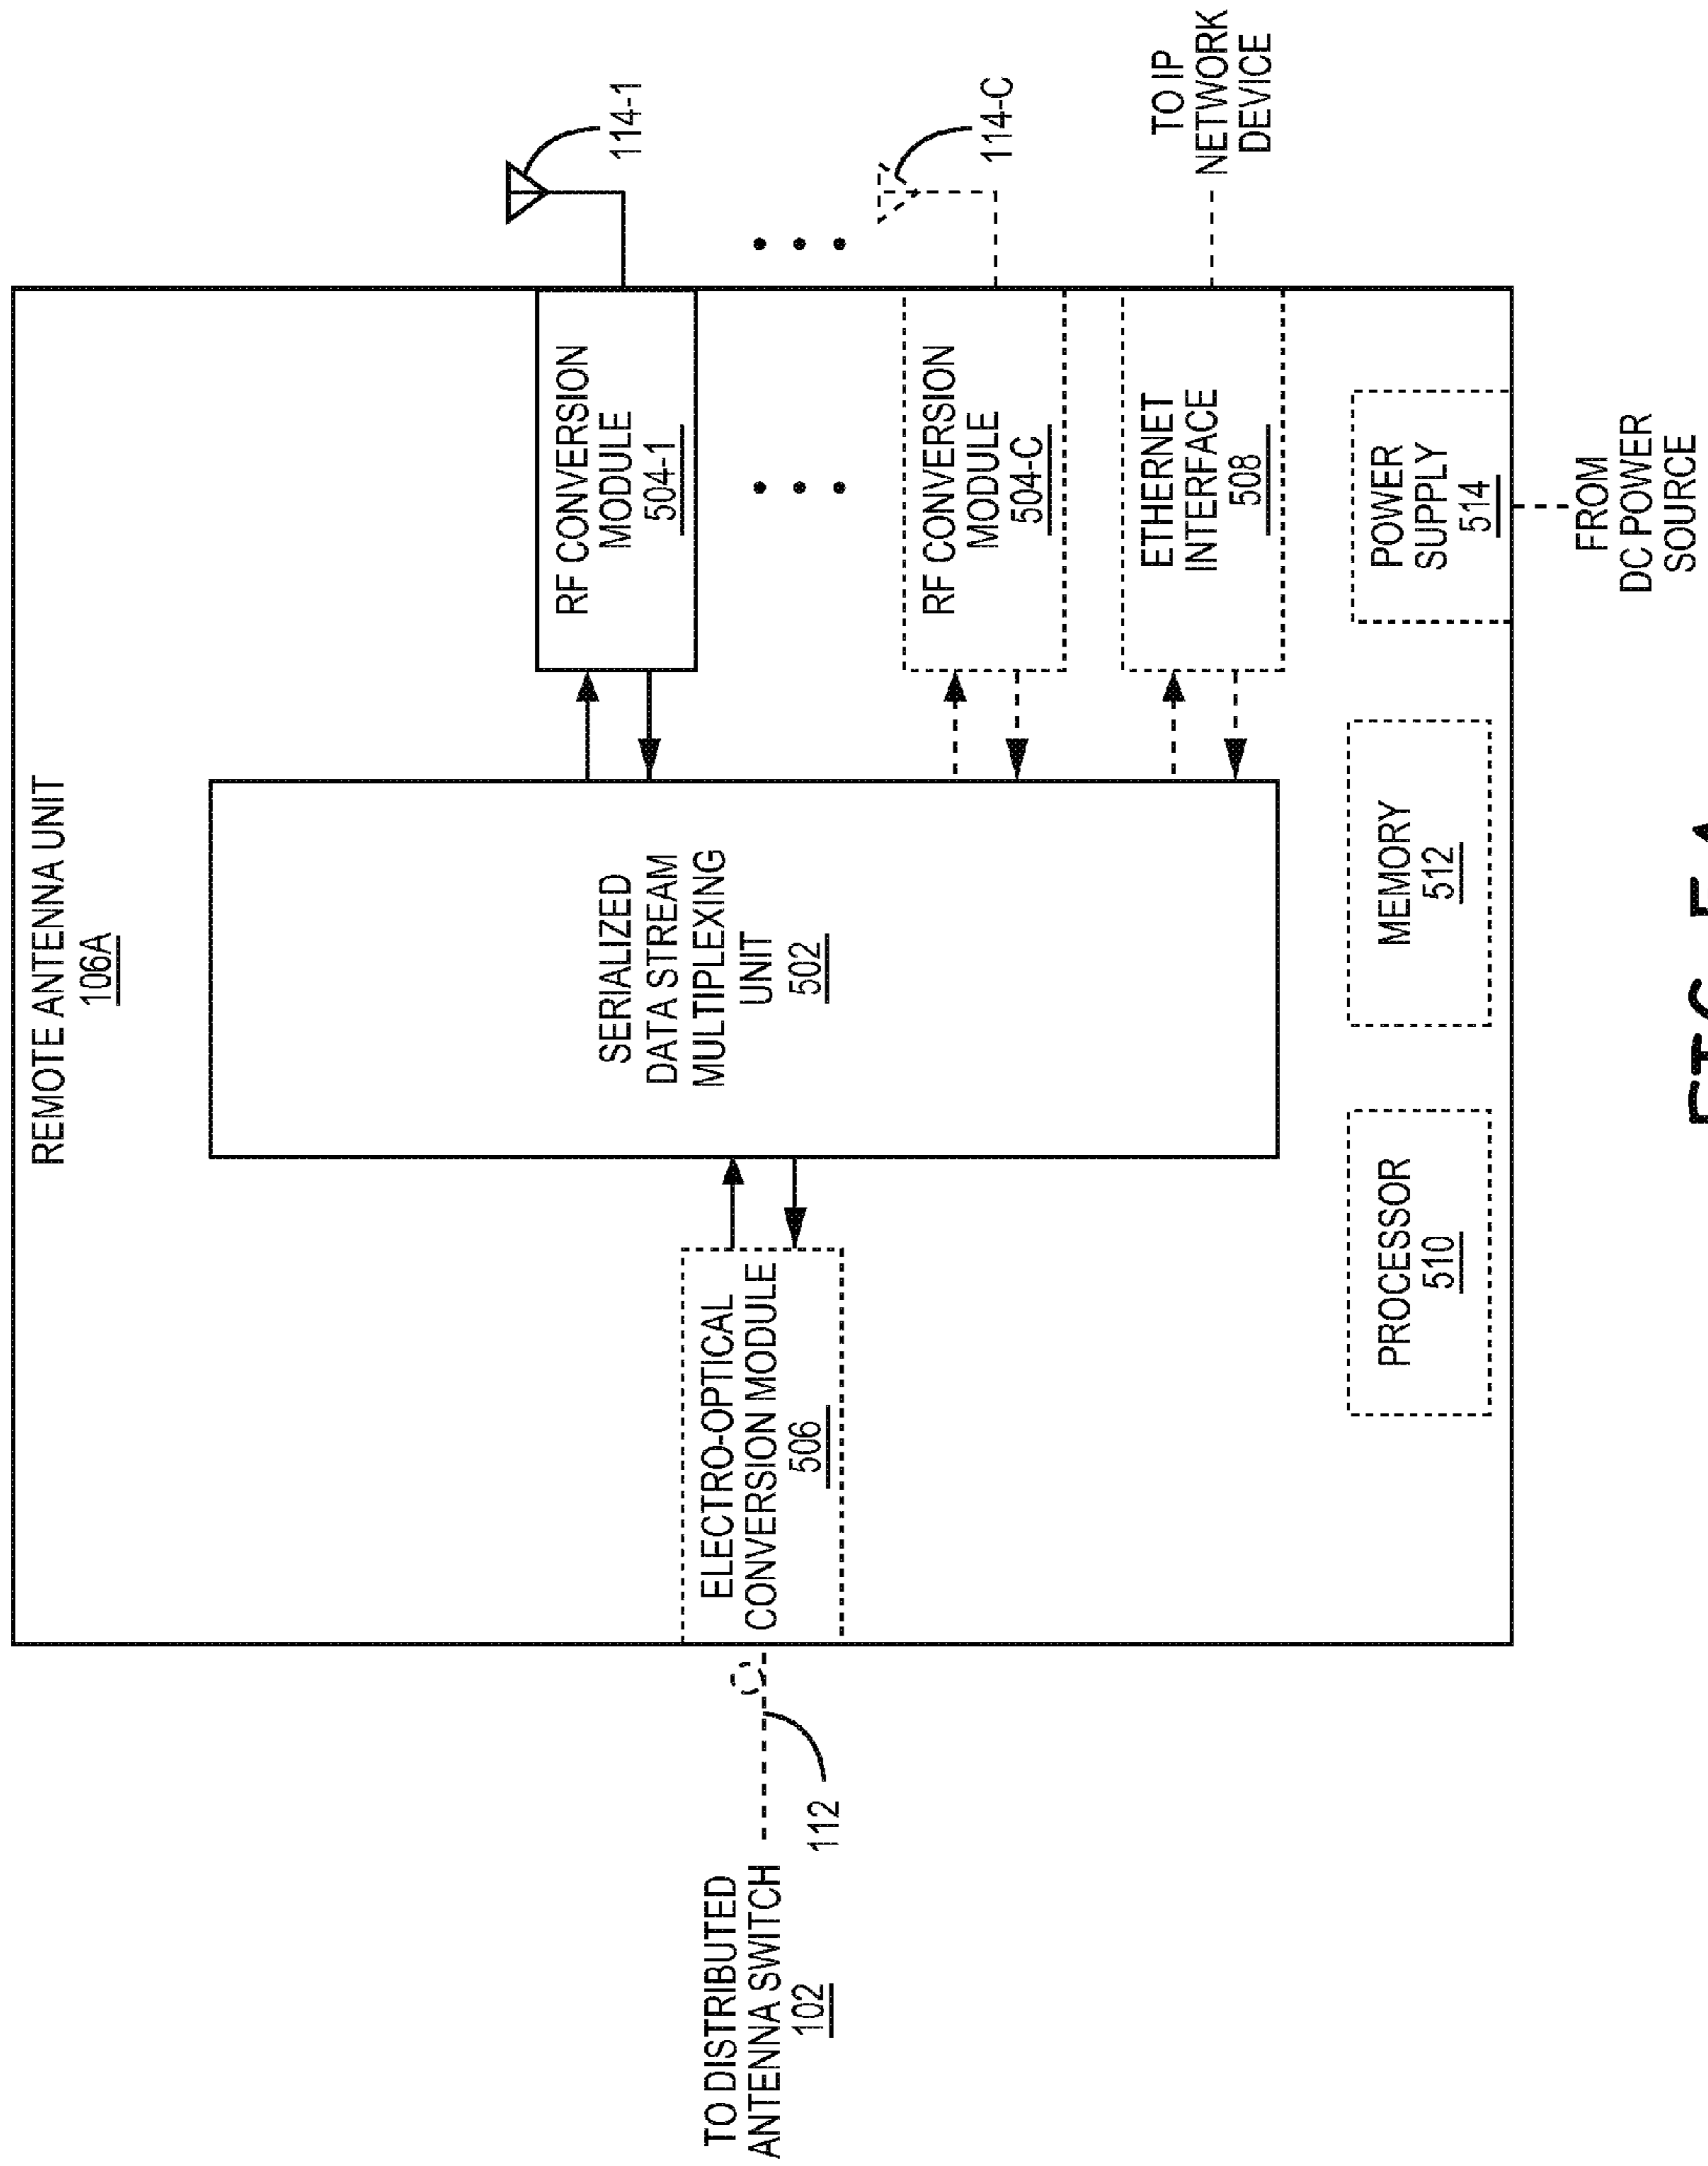 REMOTE ANTENNA UNIT
106A
TO DISTRIBUTED
ANTENNA SWITCH
102
112
ELECTRO-OPTICAL
CONVERSION MODULE
506
SERIALIZED
DATA STREAM
MULTIPLEXING
UNIT
502
RF CONVERSION
MODULE
504-1
114-1
RF CONVERSION
MODULE
504-C
114-C
ETHERNET
INTERFACE
508
TO IP
NETWORK
DEVICE
PROCESSOR
510
MEMORY
512
POWER
SUPPLY
514
FROM
DC POWER
SOURCE